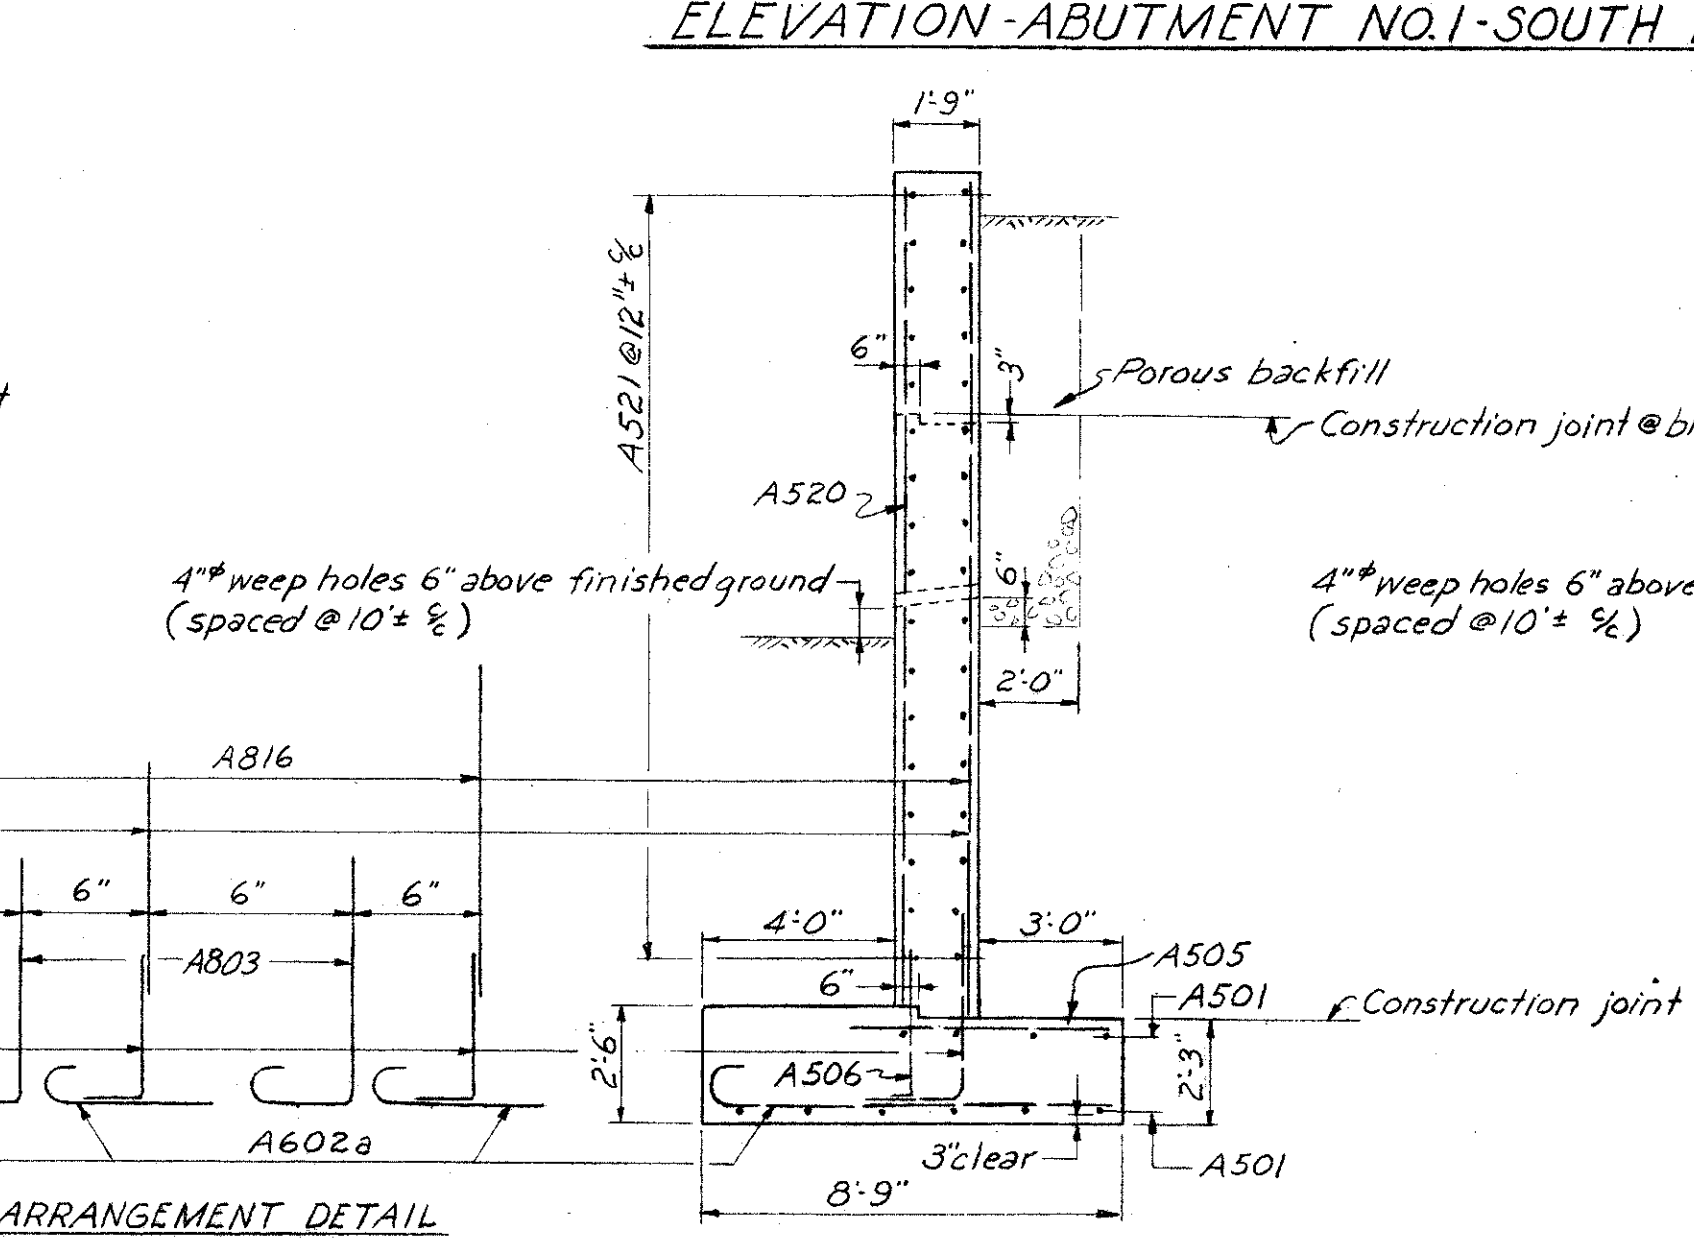 ELEVATION-ABUTMENT NO.1-SOUTH
1'-9"
A521@12"± c/c
6"
3"
Porous backfill
Construction joint @
A520
4"ϕ weep holes 6" above finished ground
(spaced @ 10'± c/c)
6"
4"ϕ weep holes 6" above
(spaced @ 10'± c/c)
2'-0"
A816
6"
6"
6"
4'-0"
3'-0"
A803
A505
6"
A501
Construction joint
2'-6"
A506
2'-3"
A602a
3" clear
A501
8'-9"
ARRANGEMENT DETAIL